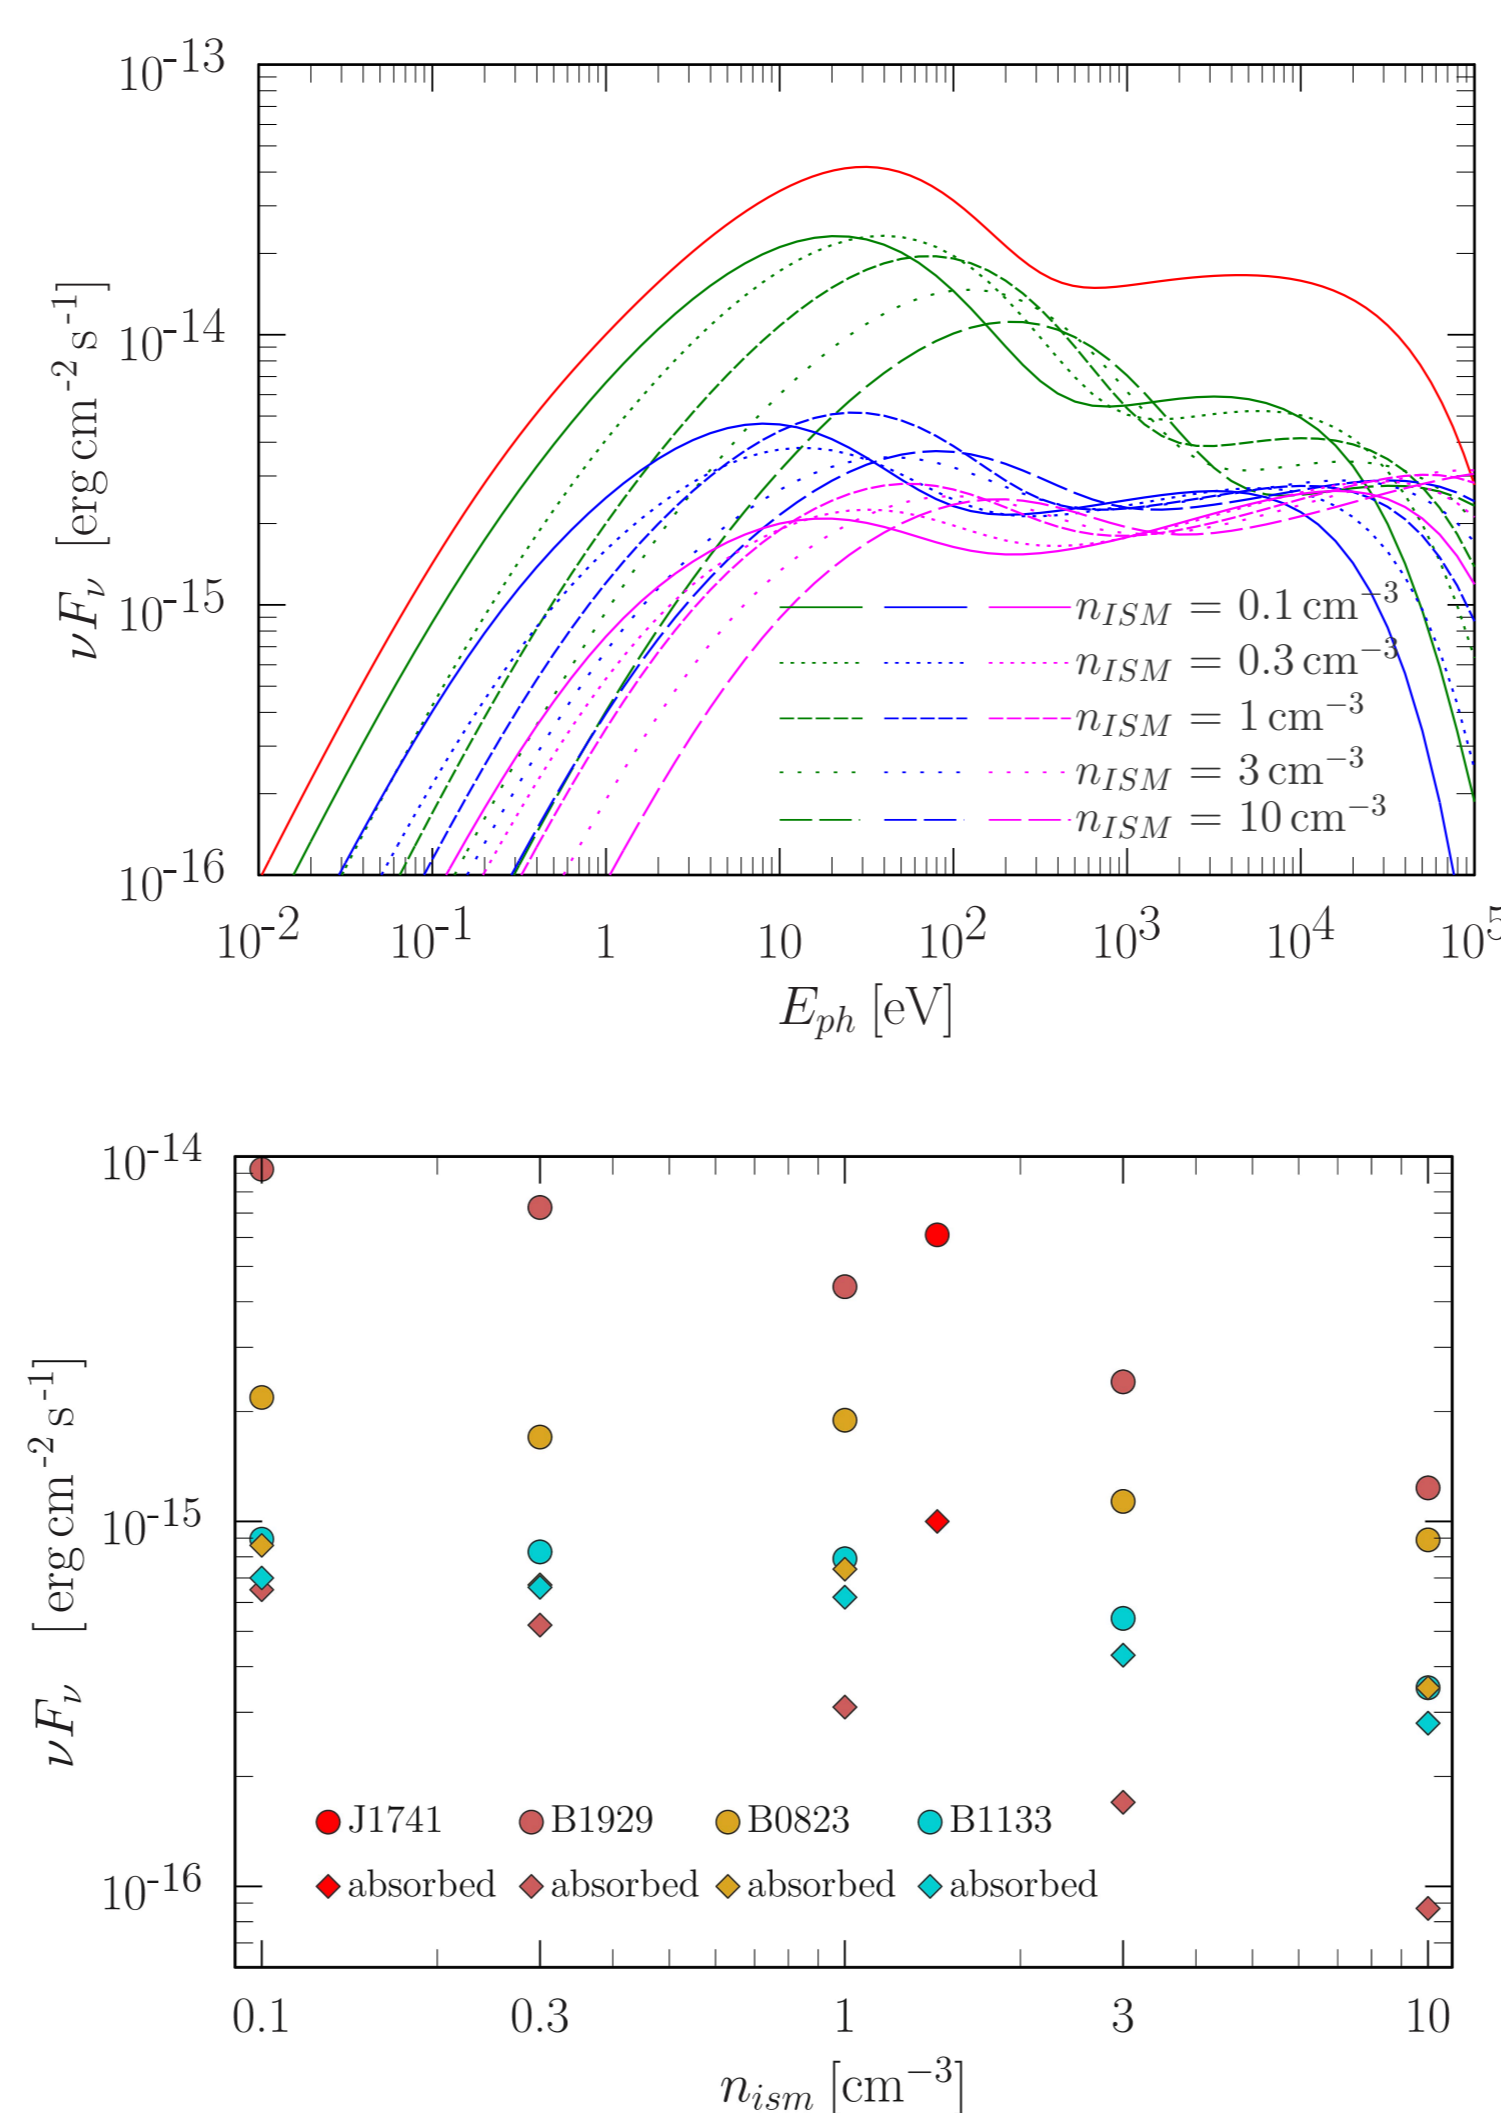 10^-13
10^-14
10^-15
10^-16
νF_ν [erg cm^-2 s^-1]
n_ISM = 0.1 cm^−3
n_ISM = 0.3 cm^−3
n_ISM = 1 cm^−3
n_ISM = 3 cm^−3
n_ISM = 10 cm^−3
10^-2 10^-1 1 10 10^2 10^3 10^4 10^5
E_ph [eV]
10^-14
10^-15
10^-16
νF_ν [erg cm^-2 s^-1]
J1741 B1929 B0823 B1133
absorbed absorbed absorbed absorbed
0.1 0.3 1 3 10
n_ism [cm^−3]